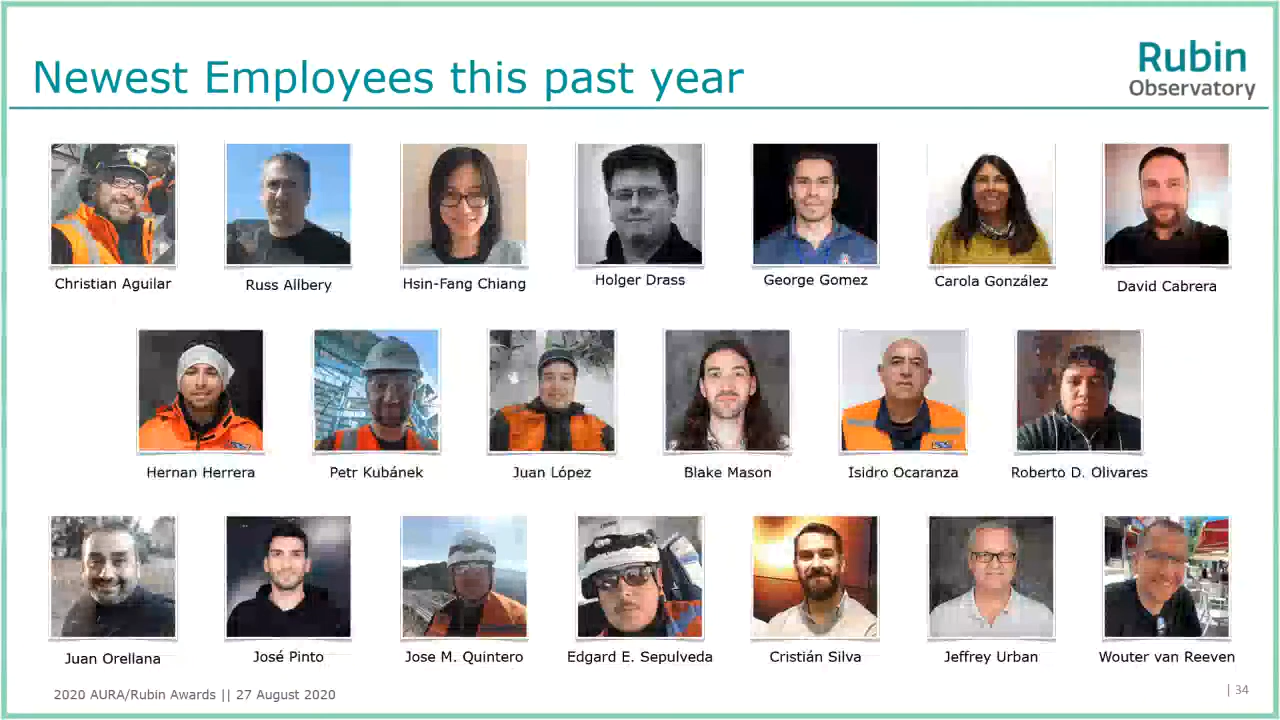 Newest Employees this past year
Rubin
Observatory
Christian Aguilar
Russ Allbery
Hsin-Fang Chiang
Holger Drass
George Gomez
Carola González
David Cabrera
Hernan Herrera
Petr Kubánek
Juan López
Blake Mason
Isidro Ocaranza
Roberto D. Olivares
Juan Orellana
José Pinto
Jose M. Quintero
Edgard E. Sepulveda
Cristián Silva
Jeffrey Urban
Wouter van Reeven
2020 AURA/Rubin Awards || 27 August 2020
| 34